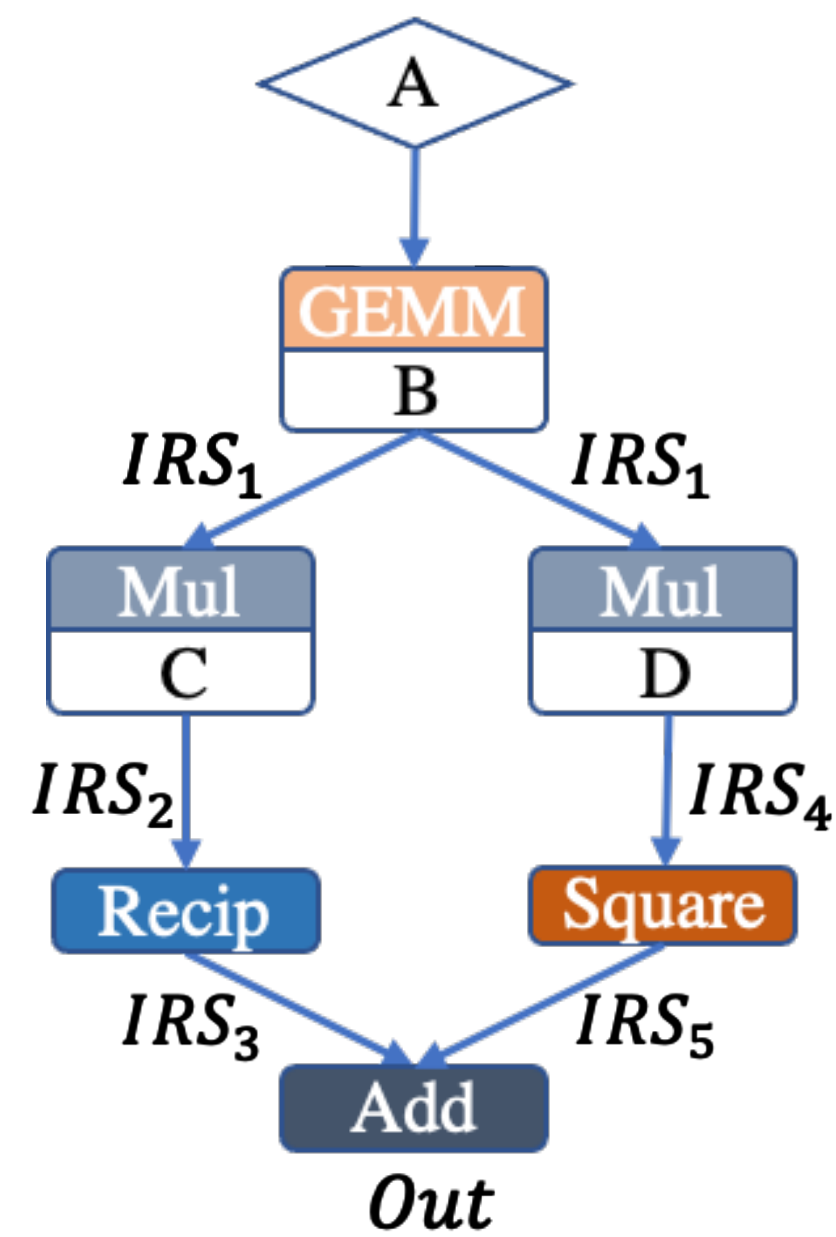 A
GEMM
B
IRS₁ IRS₁
Mul Mul
C D
IRS₂ IRS₄
Recip Square
IRS₃ IRS₅
Add
Out